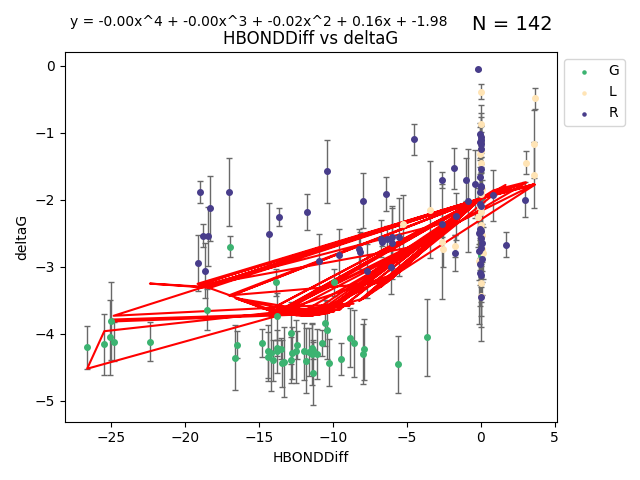 y = -0.00x^4 + -0.00x^3 + -0.02x^2 + 0.16x + -1.98
N = 142
HBONDDiff vs deltaG
G
L
R
deltaG
0
−1
−2
−3
−4
−5
−25
−20
−15
−10
−5
0
5
HBONDDiff